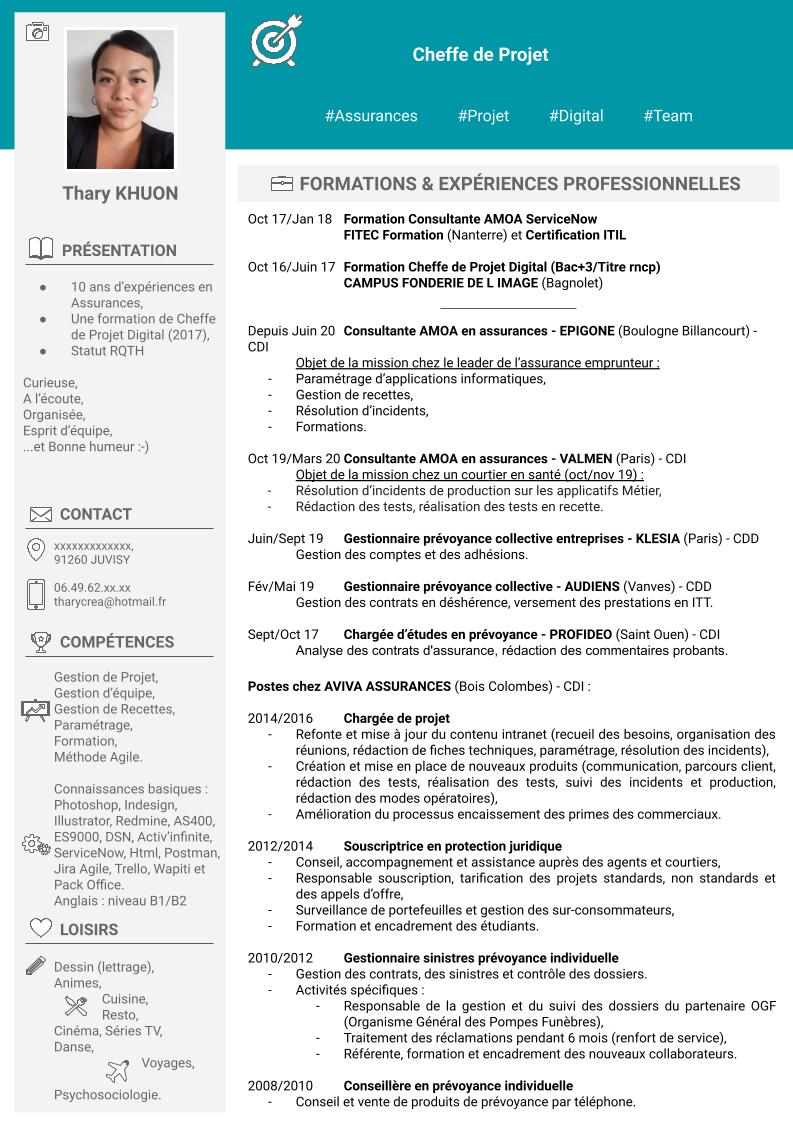 Cheffe de Projet
#Assurances #Projet #Digital #Team
Thary KHUON
PRÉSENTATION
● 10 ans d'expériences en
Assurances,
● Une formation de Cheffe
de Projet Digital (2017),
● Statut RQTH
Curieuse,
A l'écoute,
Organisée,
Esprit d'équipe,
...et Bonne humeur :-)
CONTACT
xxxxxxxxxxxxx,
91260 JUVISY
06.49.62.xx.xx
tharycrea@hotmail.fr
COMPÉTENCES
Gestion de Projet,
Gestion d'équipe,
Gestion de Recettes,
Paramétrage,
Formation,
Méthode Agile.
Connaissances basiques :
Photoshop, Indesign,
Illustrator, Redmine, AS400,
ES9000, DSN, Activ'infinite,
ServiceNow, Html, Postman,
Jira Agile, Trello, Wapiti et
Pack Office.
Anglais : niveau B1/B2
LOISIRS
Dessin (lettrage),
Animes,
Cuisine,
Resto,
Cinéma, Séries TV,
Danse,
Voyages,
Psychosociologie.
FORMATIONS & EXPÉRIENCES PROFESSIONNELLES
Oct 17/Jan 18 Formation Consultante AMOA ServiceNow
FITEC Formation (Nanterre) et Certification ITIL
Oct 16/Juin 17 Formation Cheffe de Projet Digital (Bac+3/Titre rncp)
CAMPUS FONDERIE DE L IMAGE (Bagnolet)
Depuis Juin 20 Consultante AMOA en assurances - EPIGONE (Boulogne Billancourt) -
CDI
Objet de la mission chez le leader de l'assurance emprunteur :
- Paramétrage d'applications informatiques,
- Gestion de recettes,
- Résolution d'incidents,
- Formations.
Oct 19/Mars 20 Consultante AMOA en assurances - VALMEN (Paris) - CDI
Objet de la mission chez un courtier en santé (oct/nov 19) :
- Résolution d'incidents de production sur les applicatifs Métier,
- Rédaction des tests, réalisation des tests en recette.
Juin/Sept 19 Gestionnaire prévoyance collective entreprises - KLESIA (Paris) - CDD
Gestion des comptes et des adhésions.
Fév/Mai 19 Gestionnaire prévoyance collective - AUDIENS (Vanves) - CDD
Gestion des contrats en déshérence, versement des prestations en ITT.
Sept/Oct 17 Chargée d'études en prévoyance - PROFIDEO (Saint Ouen) - CDI
Analyse des contrats d'assurance, rédaction des commentaires probants.
Postes chez AVIVA ASSURANCES (Bois Colombes) - CDI :
2014/2016 Chargée de projet
- Refonte et mise à jour du contenu intranet (recueil des besoins, organisation des
réunions, rédaction de fiches techniques, paramétrage, résolution des incidents),
- Création et mise en place de nouveaux produits (communication, parcours client,
rédaction des tests, réalisation des tests, suivi des incidents et production,
rédaction des modes opératoires),
- Amélioration du processus encaissement des primes des commerciaux.
2012/2014 Souscriptrice en protection juridique
- Conseil, accompagnement et assistance auprès des agents et courtiers,
- Responsable souscription, tarification des projets standards, non standards et
des appels d'offre,
- Surveillance de portefeuilles et gestion des sur-consommateurs,
- Formation et encadrement des étudiants.
2010/2012 Gestionnaire sinistres prévoyance individuelle
- Gestion des contrats, des sinistres et contrôle des dossiers.
- Activités spécifiques :
- Responsable de la gestion et du suivi des dossiers du partenaire OGF
(Organisme Général des Pompes Funèbres),
- Traitement des réclamations pendant 6 mois (renfort de service),
- Référente, formation et encadrement des nouveaux collaborateurs.
2008/2010 Conseillère en prévoyance individuelle
- Conseil et vente de produits de prévoyance par téléphone.